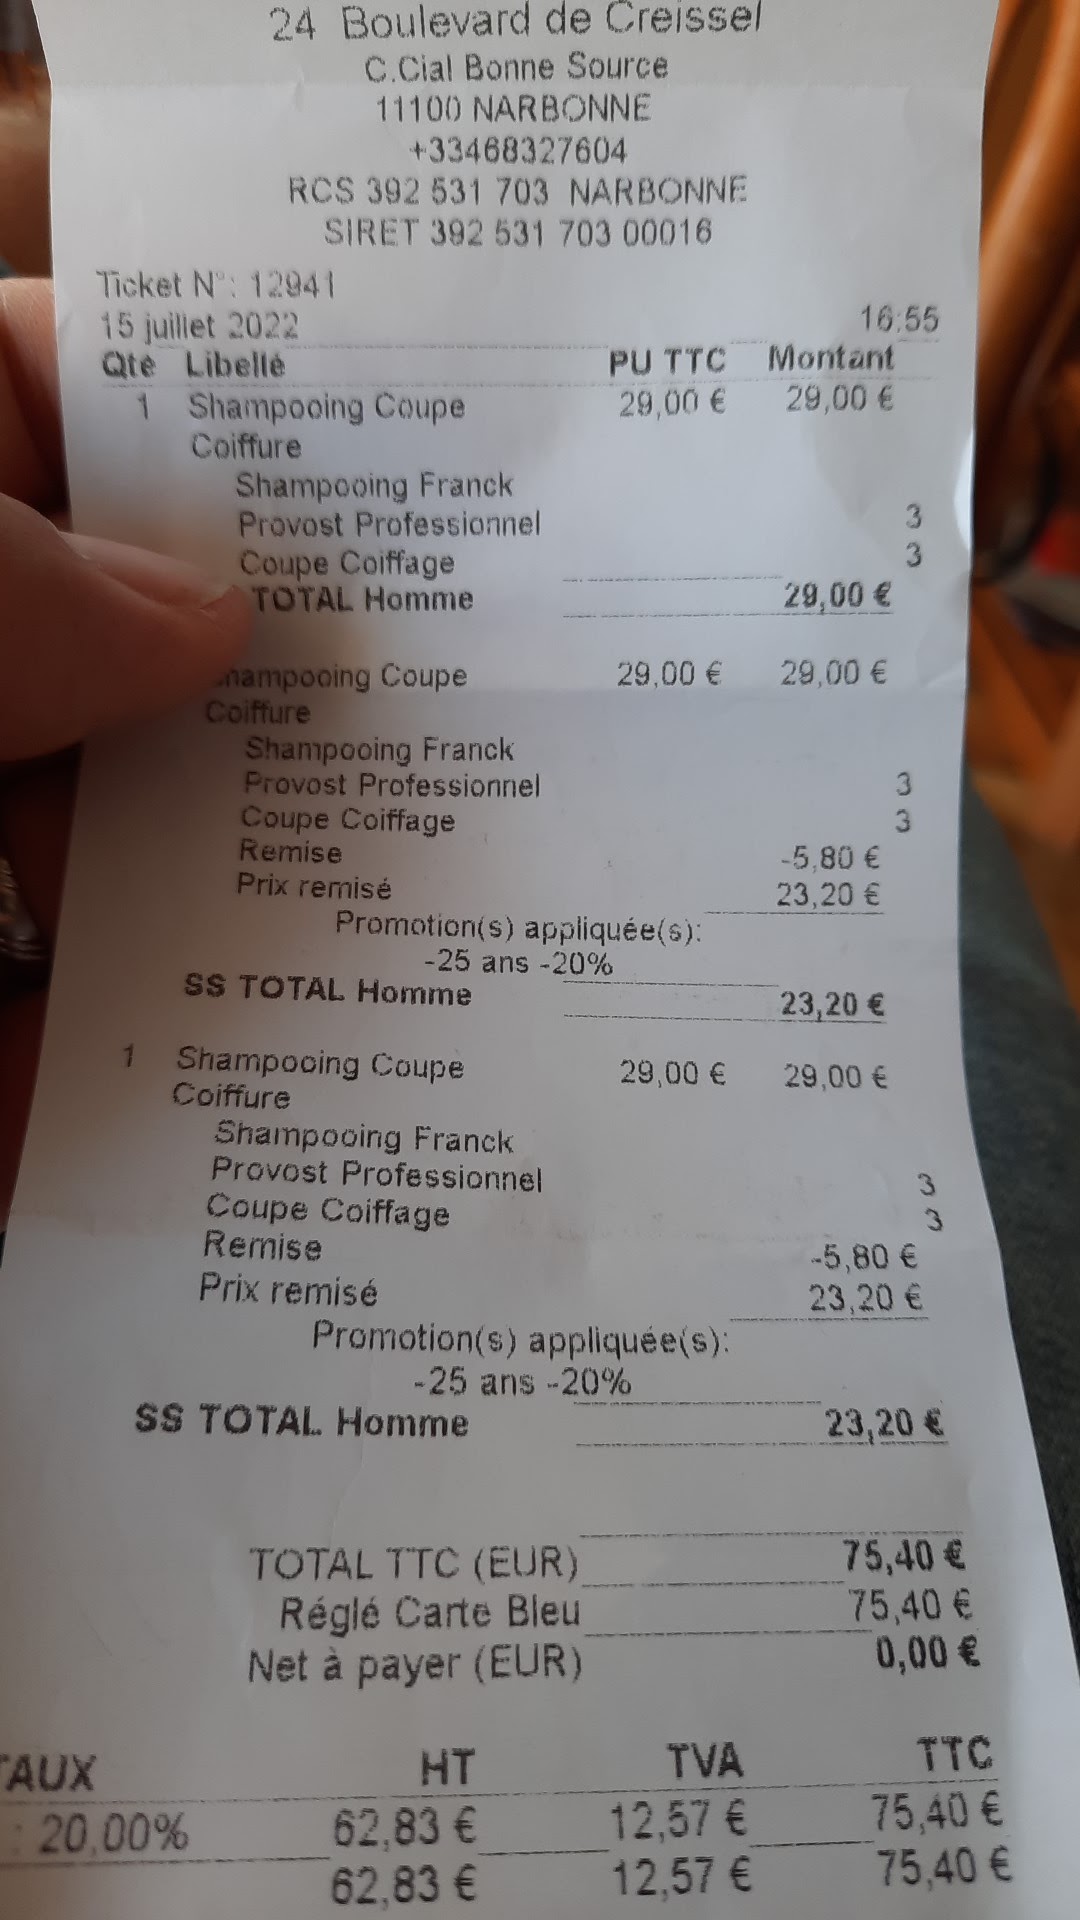 24 Boulevard de Creissel
C.Cial Bonne Source
11100 NARBONNE
+33468327604
RCS 392 531 703 NARBONNE
SIRET 392 531 703 00016
Ticket N°: 12941
15 juillet 2022 16:55
Qté Libellé PU TTC Montant
1 Shampooing Coupe 29,00 € 29,00 €
Coiffure
Shampooing Franck
Provost Professionnel 3
Coupe Coiffage 3
TOTAL Homme 29,00 €
hampooing Coupe 29,00 € 29,00 €
Coiffure
Shampooing Franck
Provost Professionnel 3
Coupe Coiffage 3
Remise -5,80 €
Prix remisé 23,20 €
Promotion(s) appliquée(s):
-25 ans -20%
SS TOTAL Homme 23,20 €
1 Shampooing Coupe 29,00 € 29,00 €
Coiffure
Shampooing Franck
Provost Professionnel 3
Coupe Coiffage 3
Remise -5,80 €
Prix remisé 23,20 €
Promotion(s) appliquée(s):
-25 ans -20%
SS TOTAL Homme 23,20 €
TOTAL TTC (EUR) 75,40 €
Réglé Carte Bleu 75,40 €
Net à payer (EUR) 0,00 €
TAUX HT TVA TTC
: 20,00% 62,83 € 12,57 € 75,40 €
62,83 € 12,57 € 75,40 €